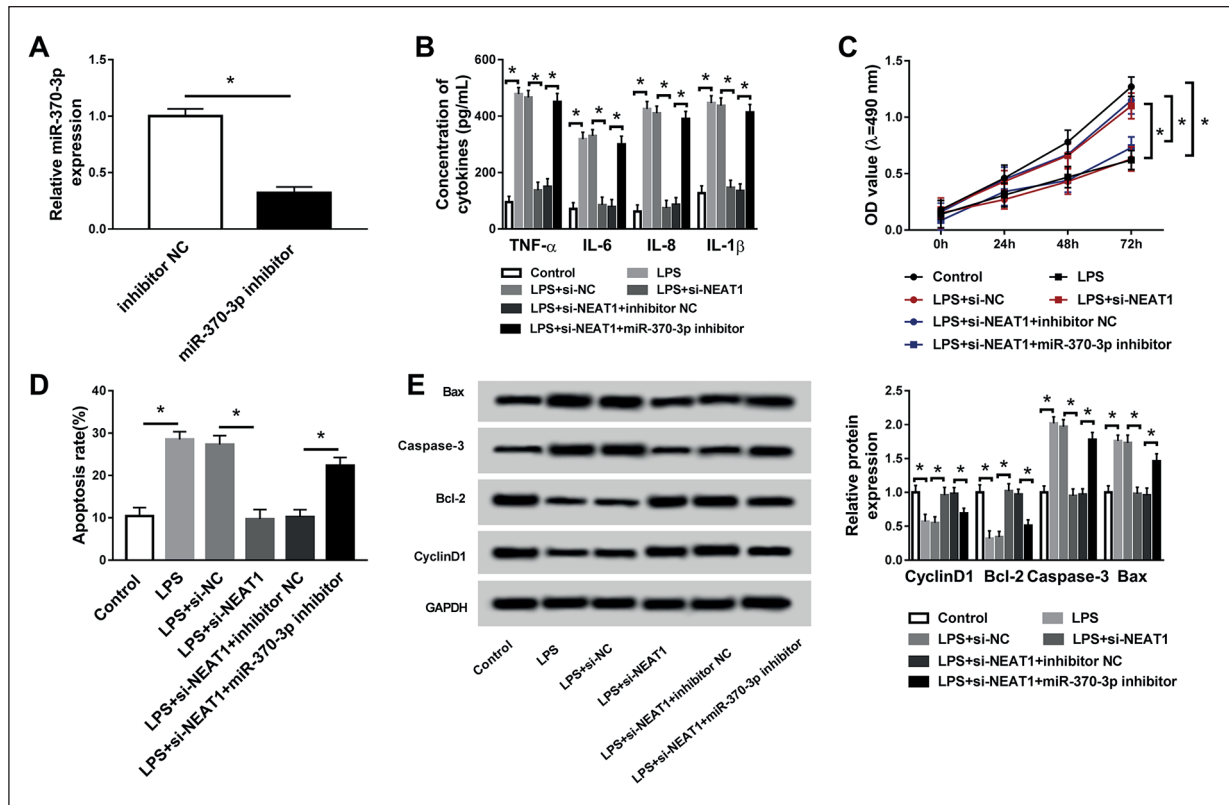 A
Relative miR-370-3p
expression
1.5
1.0
0.5
0.0
*
inhibitor NC
miR-370-3p inhibitor
B
Concentration of
cytokines (pg/mL)
600
400
200
0
* * * * * * * * * * * *
TNF-α IL-6 IL-8 IL-1β
Control LPS
LPS+si-NC LPS+si-NEAT1
LPS+si-NEAT1+inhibitor NC
LPS+si-NEAT1+miR-370-3p inhibitor
C
OD value (λ=490 nm)
1.5
1.0
0.5
0.0
0h 24h 48h 72h
* * *
Control LPS
LPS+si-NC LPS+si-NEAT1
LPS+si-NEAT1+inhibitor NC
LPS+si-NEAT1+miR-370-3p inhibitor
D
Apoptosis rate(%)
40
30
20
10
0
* * *
Control
LPS
LPS+si-NC
LPS+si-NEAT1
LPS+si-NEAT1+inhibitor NC
LPS+si-NEAT1+miR-370-3p inhibitor
E
Bax
Caspase-3
Bcl-2
CyclinD1
GAPDH
Control
LPS
LPS+si-NC
LPS+si-NEAT1
LPS+si-NEAT1+inhibitor NC
LPS+si-NEAT1+miR-370-3p inhibitor
Relative protein
expression
2.5
2.0
1.5
1.0
0.5
0.0
* * * * * * * * * * * *
CyclinD1 Bcl-2 Caspase-3 Bax
Control LPS
LPS+si-NC LPS+si-NEAT1
LPS+si-NEAT1+inhibitor NC
LPS+si-NEAT1+miR-370-3p inhibitor